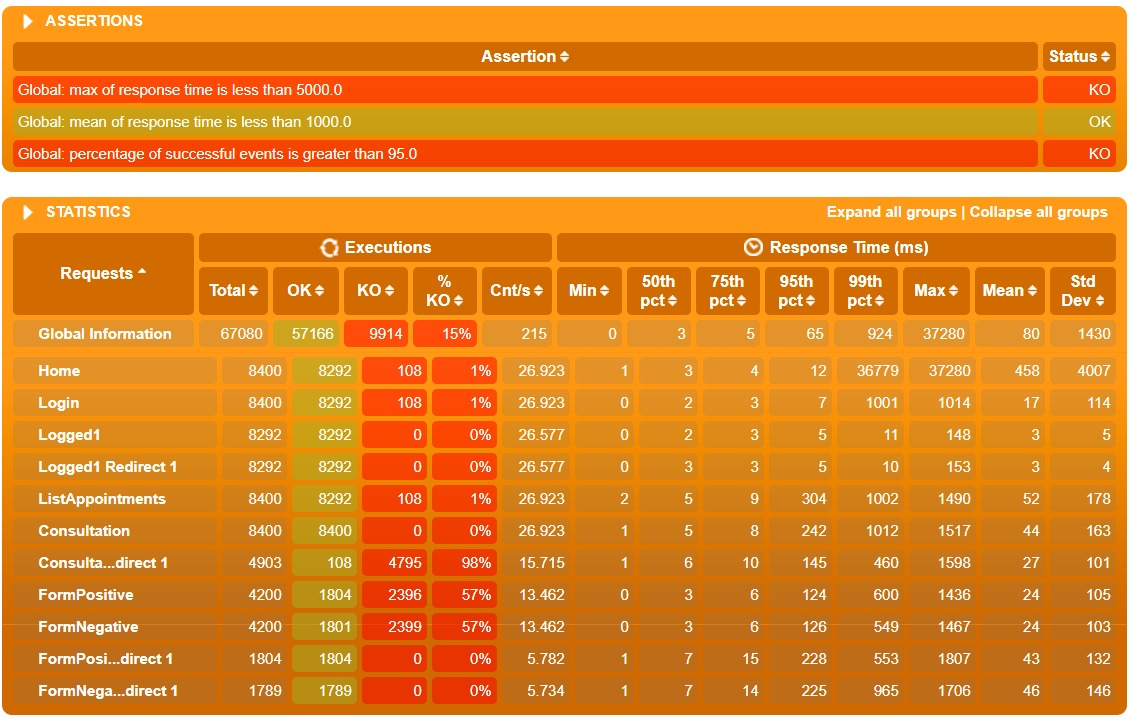 ASSERTIONS
Assertion Status
Global: max of response time is less than 5000.0 KO
Global: mean of response time is less than 1000.0 OK
Global: percentage of successful events is greater than 95.0 KO
STATISTICS Expand all groups | Collapse all groups
Requests Executions Response Time (ms)
Total OK KO % KO Cnt/s Min 50th pct 75th pct 95th pct 99th pct Max Mean Std Dev
Global Information 67080 57166 9914 15% 215 0 3 5 65 924 37280 80 1430
Home 8400 8292 108 1% 26.923 1 3 4 12 36779 37280 458 4007
Login 8400 8292 108 1% 26.923 0 2 3 7 1001 1014 17 114
Logged1 8292 8292 0 0% 26.577 0 2 3 5 11 148 3 5
Logged1 Redirect 1 8292 8292 0 0% 26.577 0 3 3 5 10 153 3 4
ListAppointments 8400 8292 108 1% 26.923 2 5 9 304 1002 1490 52 178
Consultation 8400 8400 0 0% 26.923 1 5 8 242 1012 1517 44 163
Consulta...direct 1 4903 108 4795 98% 15.715 1 6 10 145 460 1598 27 101
FormPositive 4200 1804 2396 57% 13.462 0 3 6 124 600 1436 24 105
FormNegative 4200 1801 2399 57% 13.462 0 3 6 126 549 1467 24 103
FormPosi...direct 1 1804 1804 0 0% 5.782 1 7 15 228 553 1807 43 132
FormNega...direct 1 1789 1789 0 0% 5.734 1 7 14 225 965 1706 46 146